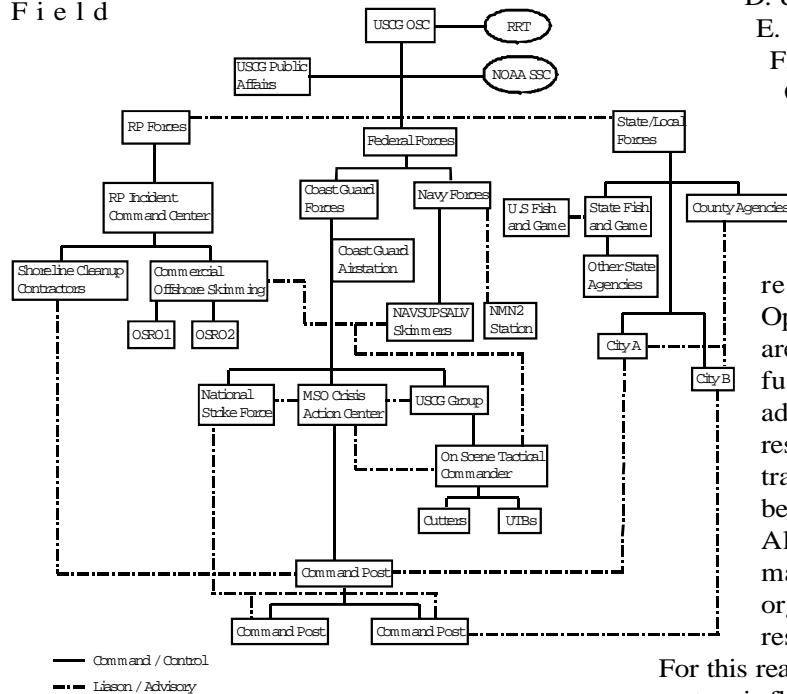 Field
USCG OSC
RRT
USCG Public
Affairs
NOAA SSC
RP Forces
State/Local
Forces
Federal Forces
RP Incident
Command Center
Coast Guard
Forces
Navy Forces
U.S Fish
and Game
State Fish
and Game
County Agencies
Shoreline Cleanup
Contractors
Commercial
Offshore Skimming
Coast Guard
Airstation
Other State
Agencies
OSRO1
OSRO2
NAVSUPSALV
Skimmers
NMN2
Station
City A
City B
National
Strike Force
MSO Crisis
Action Center
USCG Group
On Scene Tactical
Commander
Cutters
UTBs
Command Post
Command Post
Command Post
Command / Control
Liason / Advisory
D.
E.
F
re
Op
are
fu
ad
res
tra
be
Al
ma
org
res
For this rea